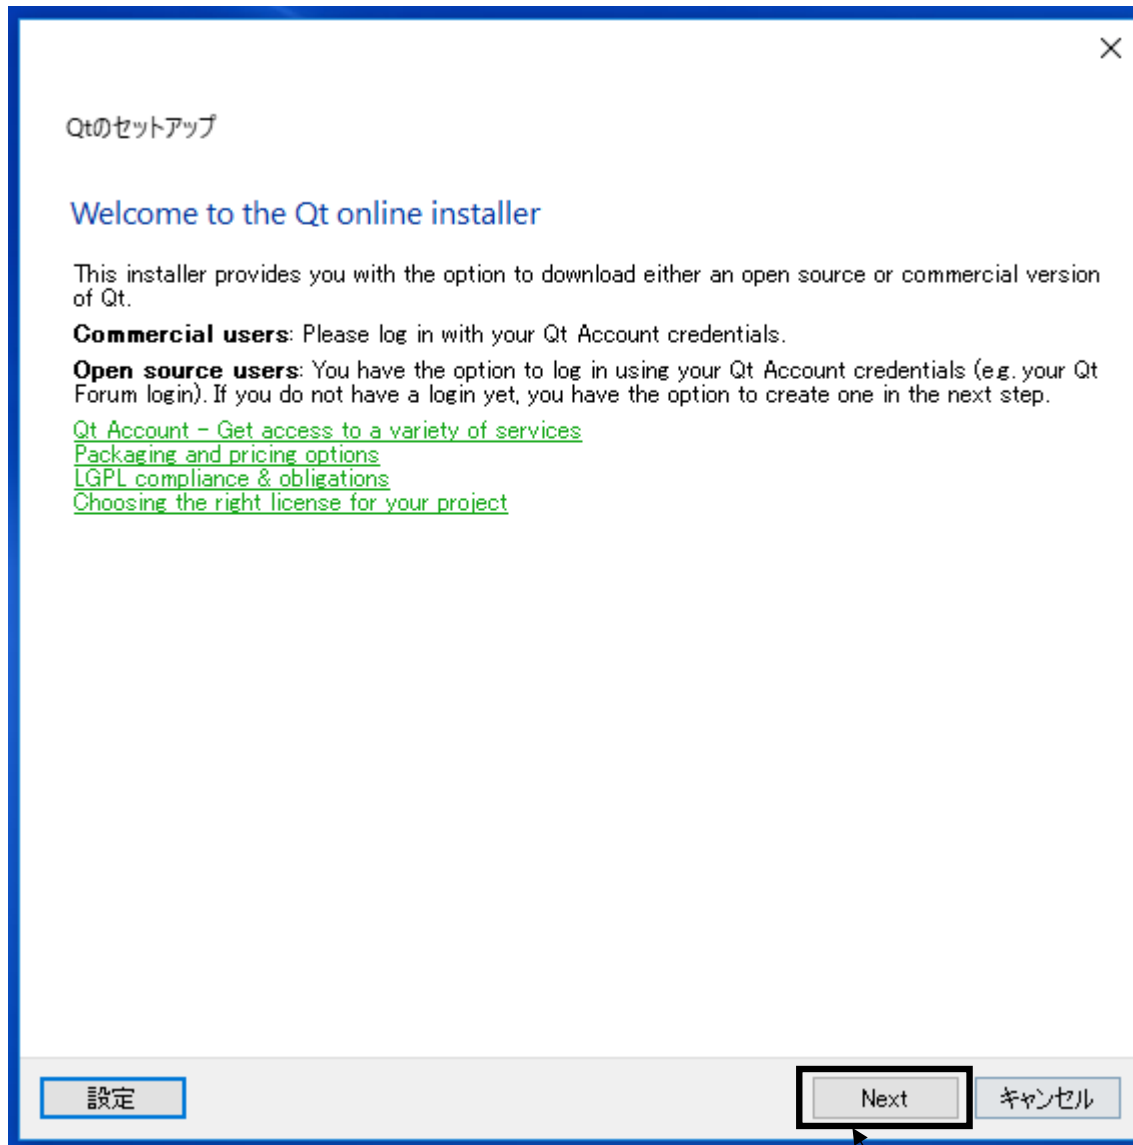 Qtのセットアップ
Welcome to the Qt online installer
This installer provides you with the option to download either an open source or commercial version
of Qt.
Commercial users: Please log in with your Qt Account credentials.
Open source users: You have the option to log in using your Qt Account credentials (e.g. your Qt
Forum login). If you do not have a login yet, you have the option to create one in the next step.
Qt Account - Get access to a variety of services
Packaging and pricing options
LGPL compliance & obligations
Choosing the right license for your project
設定
Next
キャンセル